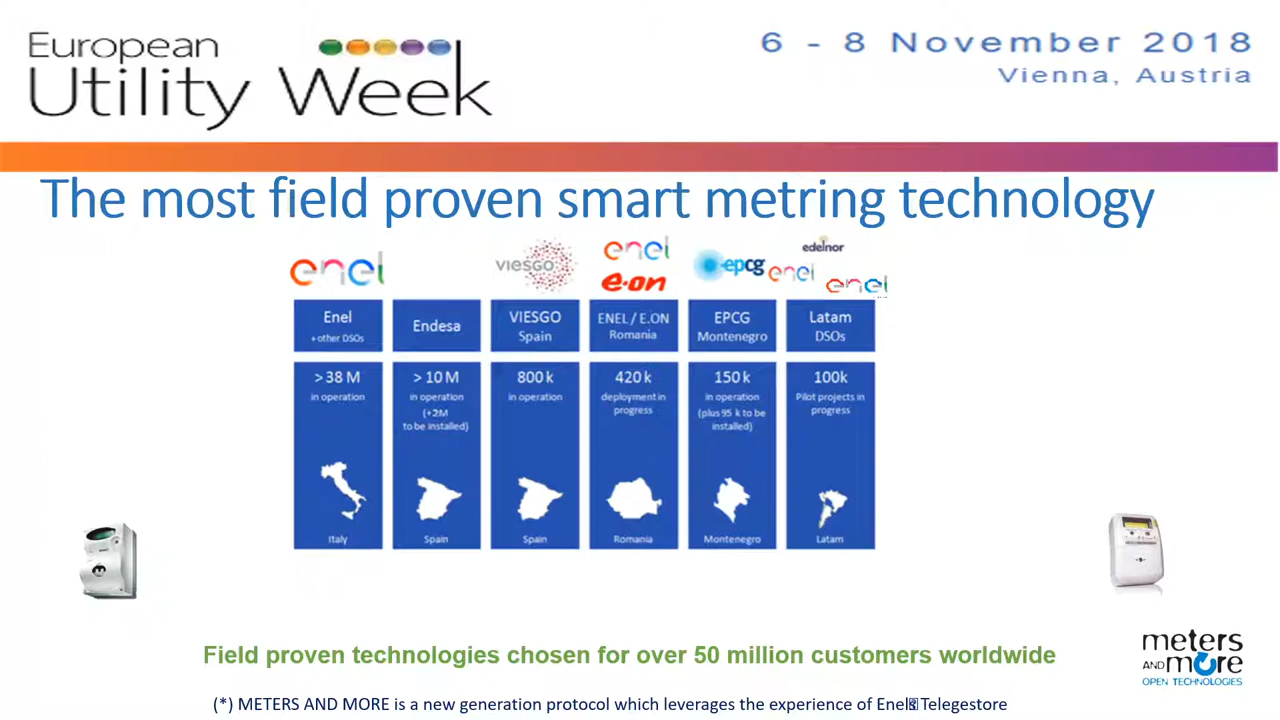 European
Utility Week
6 - 8 November 2018
Vienna, Austria
The most field proven smart metring technology
enel
VIESGO
enel
e·on
epcg
enel
edelnor
enel
Enel
+ other DSOs
Endesa
VIESGO
Spain
ENEL / E.ON
Romania
EPCG
Montenegro
Latam
DSOs
> 38 M
in operation
> 10 M
in operation
(+2M
to be installed)
800 k
in operation
420 k
deployment in
progress
150 k
in operation
(plus 95 k to be
installed)
100k
Pilot projects in
progress
Italy
Spain
Spain
Romania
Montenegro
Latam
Field proven technologies chosen for over 50 million customers worldwide
meters
AND more
OPEN TECHNOLOGIES
(*) METERS AND MORE is a new generation protocol which leverages the experience of Enel Telegestore